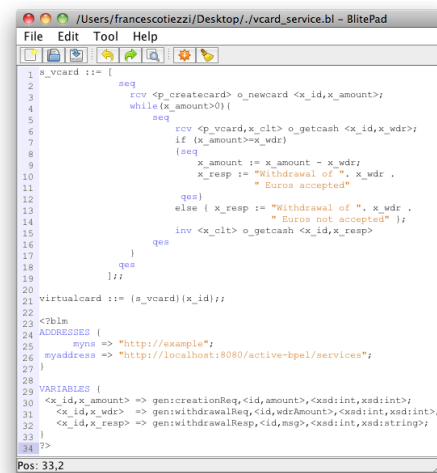 /Users/francescotiezzi/Desktop/./vcard_service.bl – BlitePad
File Edit Tool Help
1 s_vcard ::= [
2 seq
3 rcv <p_createcard> o_newcard <x_id,x_amount>;
4 while(x_amount>0){
5 seq
6 rcv <p_vcard,x_clt> o_getcash <x_id,x_wdr>;
7 if (x_amount>=x_wdr)
8 {seq
9 x_amount := x_amount - x_wdr;
10 x_resp := "Withdrawal of ". x_wdr .
11 " Euros accepted"
12 qes}
13 else { x_resp := "Withdrawal of ". x_wdr .
14 " Euros not accepted" };
15 inv <x_clt> o_getcash <x_id,x_resp>
16 qes
17 }
18 qes
19 ];;
20
21 virtualcard ::= {s_vcard}{x_id};;
22
23 <?blm
24 ADDRESSES {
25 myns => "http://example";
26 myaddress => "http://localhost:8080/active-bpel/services";
27 }
28
29 VARIABLES {
30 <x_id,x_amount> => gen:creationReq,<id,amount>,<xsd:int,xsd:int>;
31 <x_id,x_wdr> => gen:withdrawalReq,<id,wdrAmount>,<xsd:int,xsd:int>;
32 <x_id,x_resp> => gen:withdrawalResp,<id,msg>,<xsd:int,xsd:string>;
33 }
34 ?>
Pos: 33,2